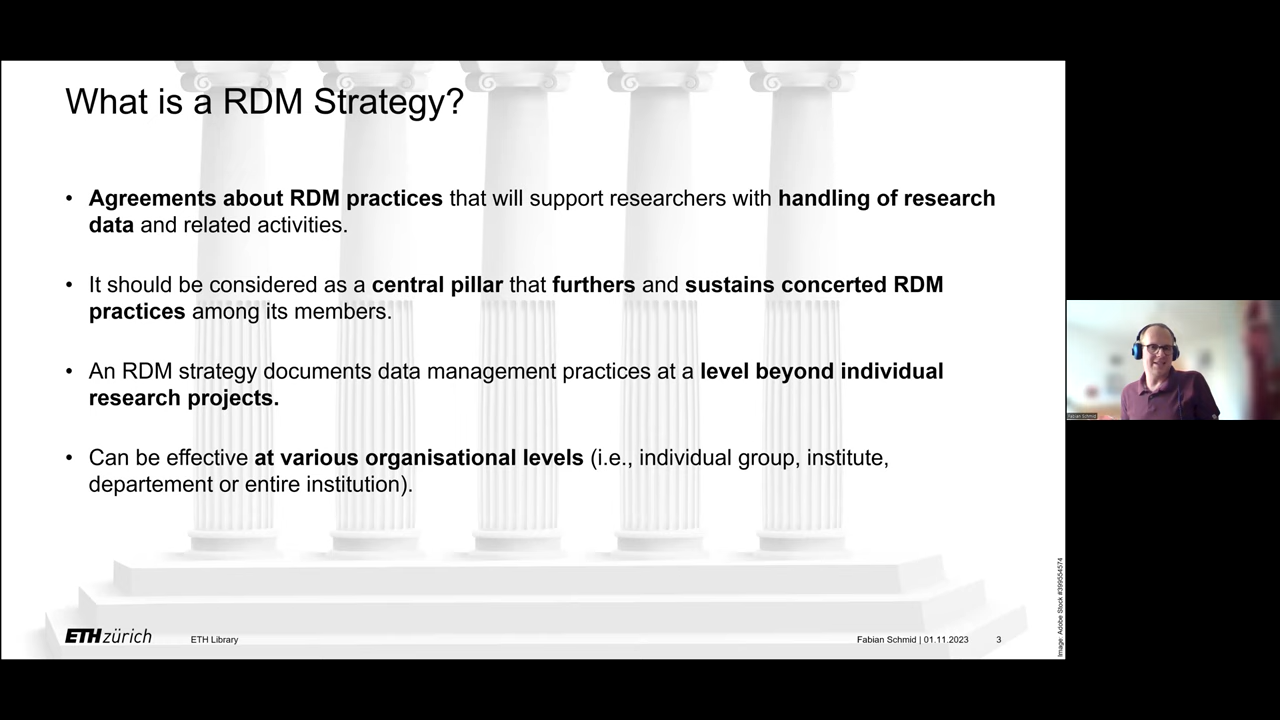 What is a RDM Strategy?
• Agreements about RDM practices that will support researchers with handling of research
data and related activities.
• It should be considered as a central pillar that furthers and sustains concerted RDM
practices among its members.
• An RDM strategy documents data management practices at a level beyond individual
research projects.
• Can be effective at various organisational levels (i.e., individual group, institute,
departement or entire institution).
ETH zürich
ETH Library
Fabian Schmid | 01.11.2023
3
Image: Adobe Stock #399554574
Fabian Schmid